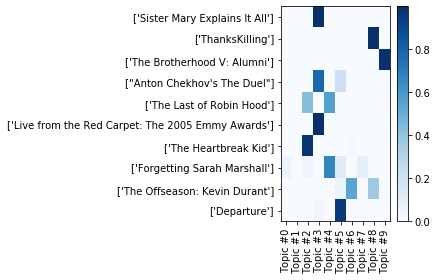 ['Sister Mary Explains It All']
['ThanksKilling']
['The Brotherhood V: Alumni']
["Anton Chekhov's The Duel"]
['The Last of Robin Hood']
['Live from the Red Carpet: The 2005 Emmy Awards']
['The Heartbreak Kid']
['Forgetting Sarah Marshall']
['The Offseason: Kevin Durant']
['Departure']
Topic #0
Topic #1
Topic #2
Topic #3
Topic #4
Topic #5
Topic #6
Topic #7
Topic #8
Topic #9
0.8
0.6
0.4
0.2
0.0